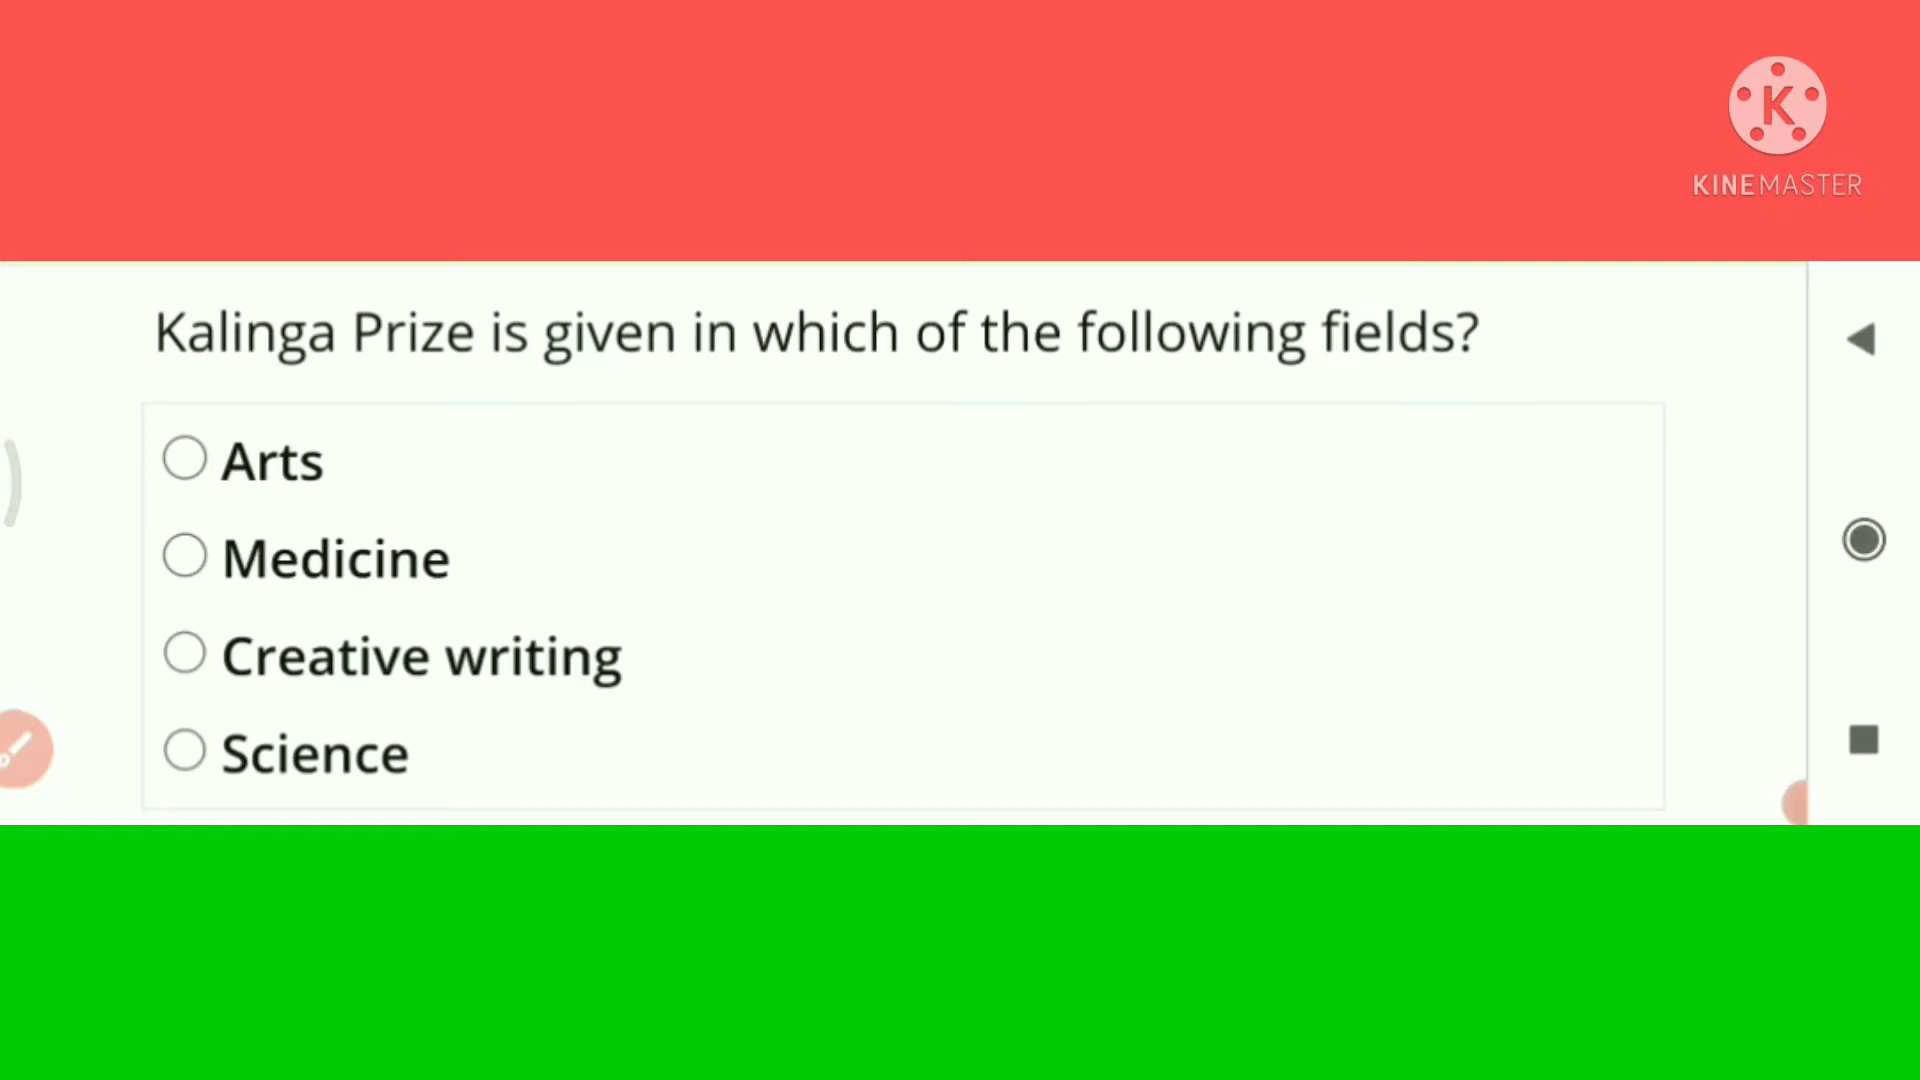 K
KINEMASTER
Kalinga Prize is given in which of the following fields?
Arts
Medicine
Creative writing
Science